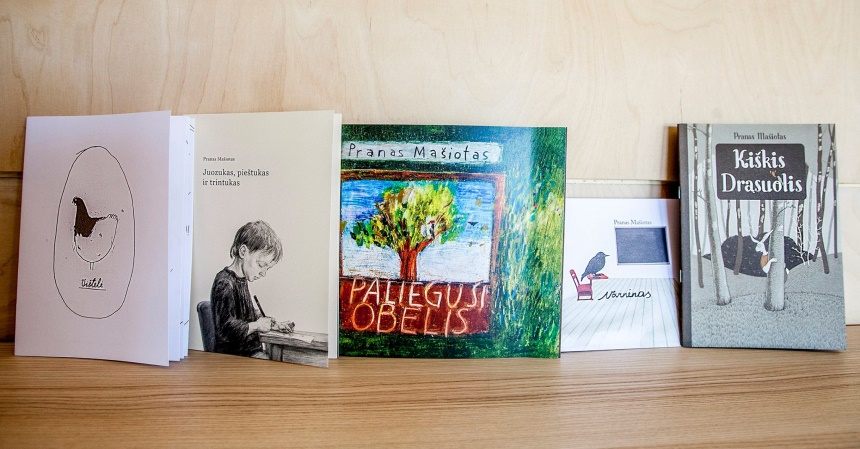 Vištelė
Pranas Mašiotas
Juozukas, pieštukas
ir trintukas
Pranas Mašiotas
PALIEGUSI
OBELIS
Pranas Mašiotas
Varninas
Pranas Mašiotas
Kiškis
Drąsuolis